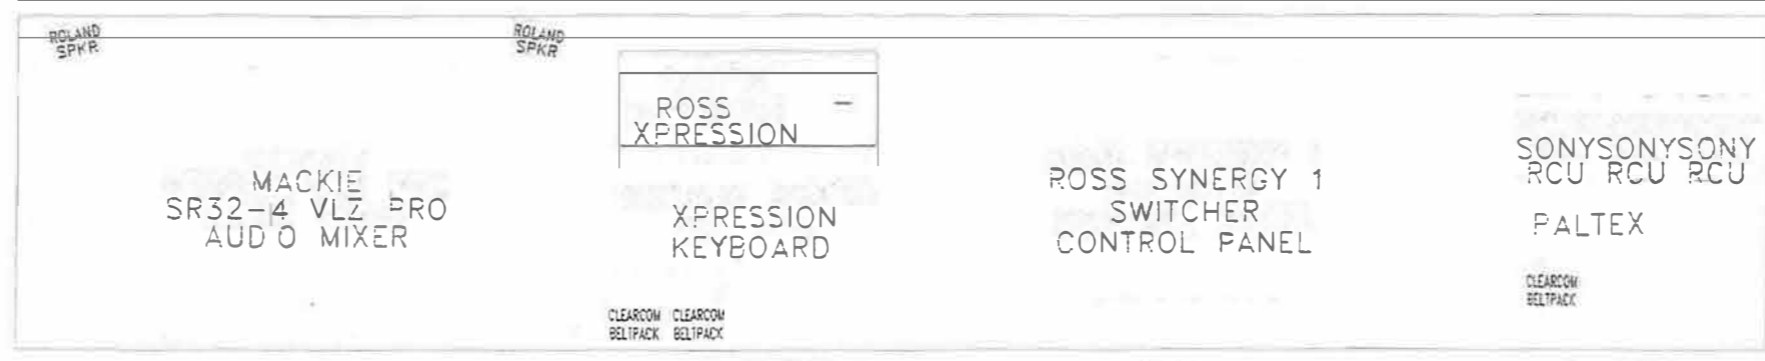 ROLAND
SPKR
ROLAND
SPKR
ROSS
XPRESSION
MACKIE
SR32-4 VLZ PRO
AUDIO MIXER
XPRESSION
KEYBOARD
ROSS SYNERGY 1
SWITCHER
CONTROL PANEL
SONYSONYSONY
RCU RCU RCU
PALTEX
CLEARCOM
BELTPACK
CLEARCOM
BELTPACK
CLEARCOM
BELTPACK